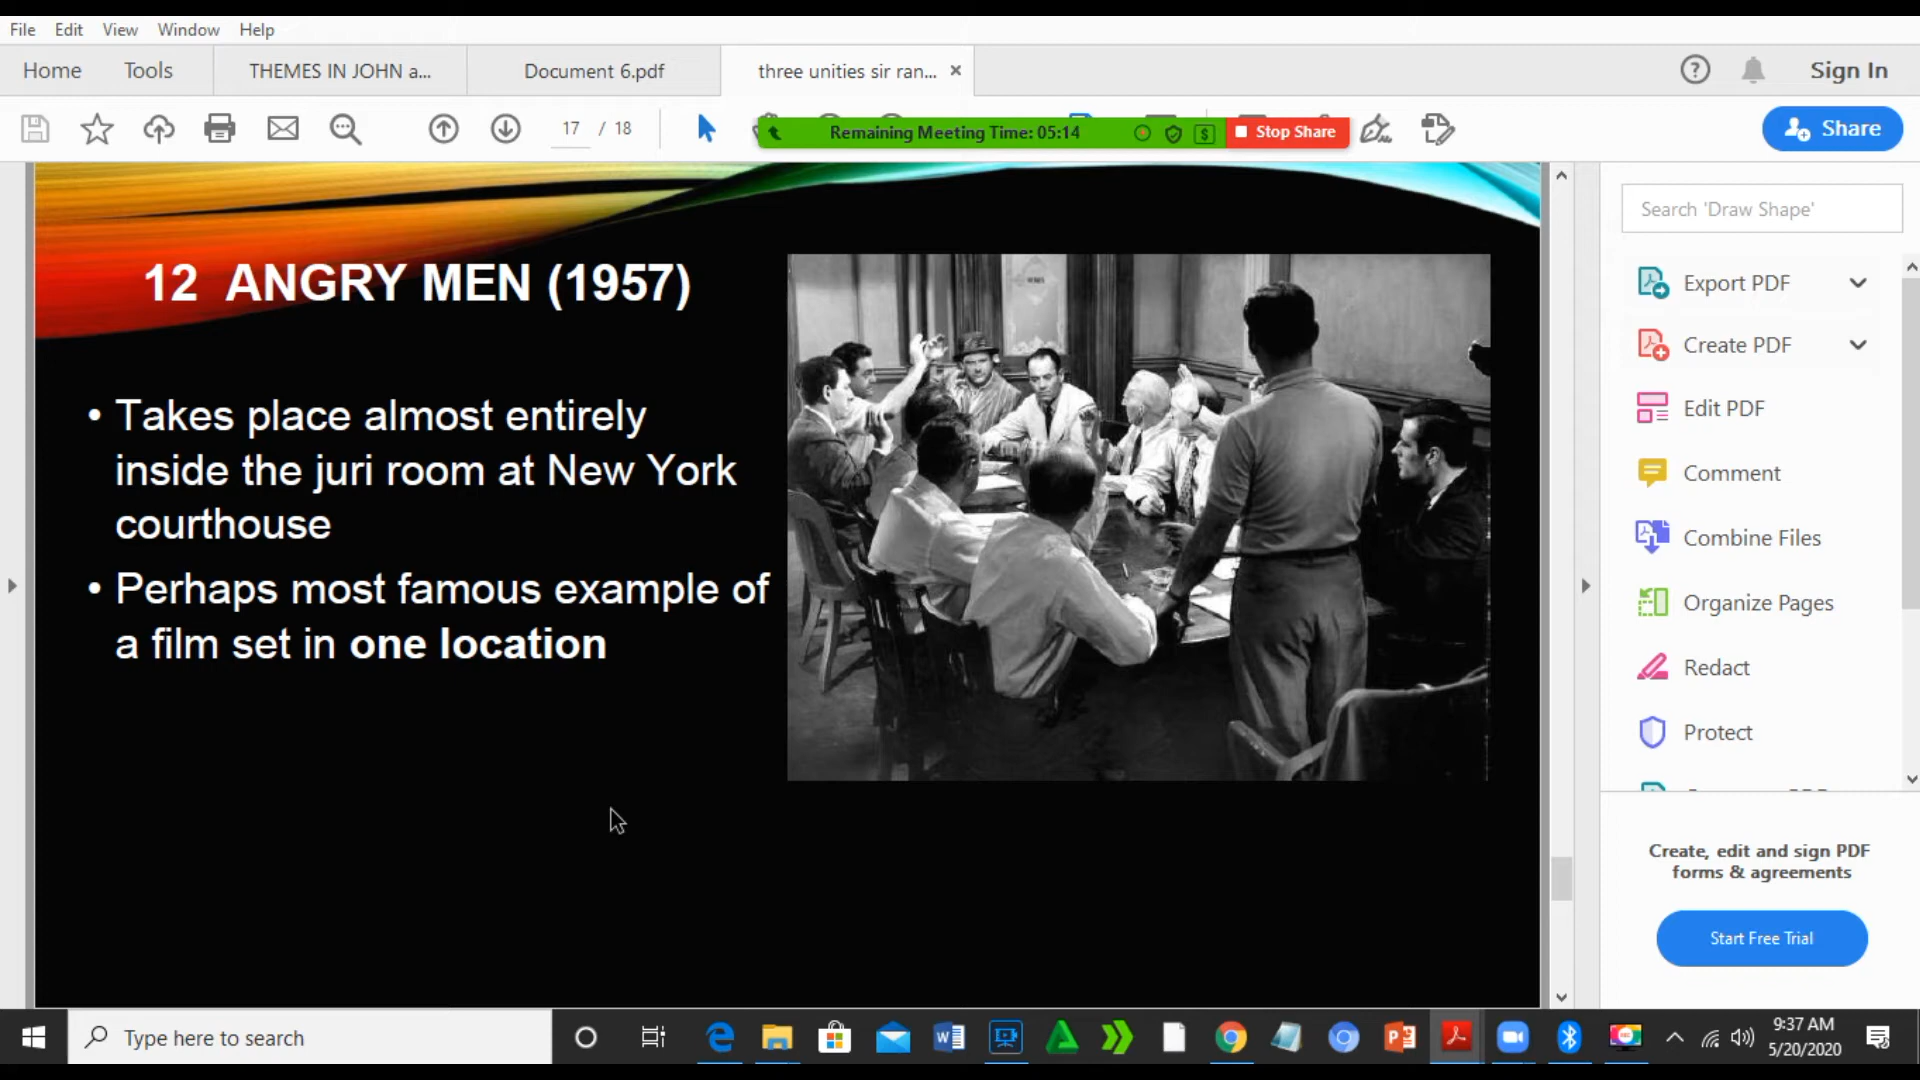 File Edit View Window Help
Home Tools THEMES IN JOHN a... Document 6.pdf three unities sir ran... Sign In
17 / 18 Remaining Meeting Time: 05:14 Stop Share Share
Search 'Draw Shape'
12 ANGRY MEN (1957)
• Takes place almost entirely
inside the juri room at New York
courthouse
• Perhaps most famous example of
a film set in one location
Export PDF
Create PDF
Edit PDF
Comment
Combine Files
Organize Pages
Redact
Protect
Create, edit and sign PDF
forms & agreements
Start Free Trial
Type here to search
9:37 AM
5/20/2020